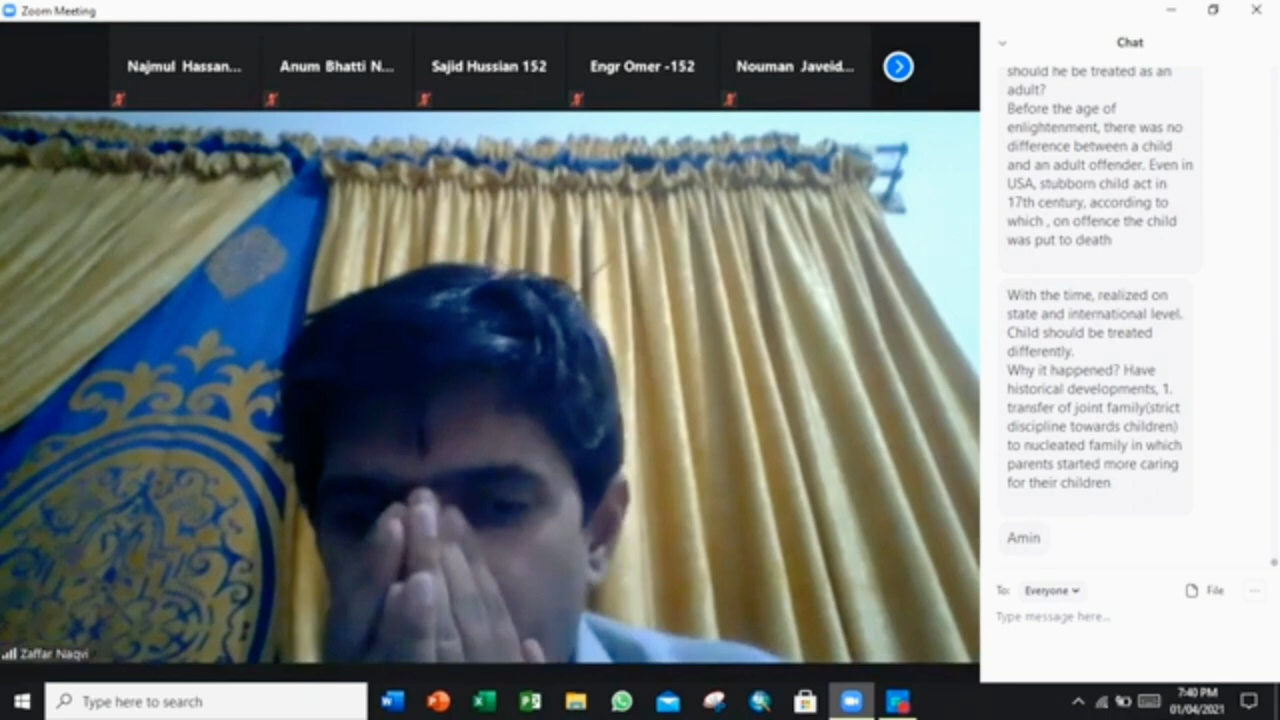 Zoom Meeting
Najmul Hassan...
Anum Bhatti N...
Sajid Hussian 152
Engr Omer -152
Nouman Javeid...
Chat
should he be treated as an
adult?
Before the age of
enlightenment, there was no
difference between a child
and an adult offender. Even in
USA, stubborn child act in
17th century, according to
which , on offence the child
was put to death
With the time, realized on
state and international level.
Child should be treated
differently.
Why it happened? Have
historical developments, 1.
transfer of joint family(strict
discipline towards children)
to nucleated family in which
parents started more caring
for their children
Amin
To: Everyone
File
Type message here...
Zaffar Naqvi
Type here to search
7:40 PM
01/04/2021